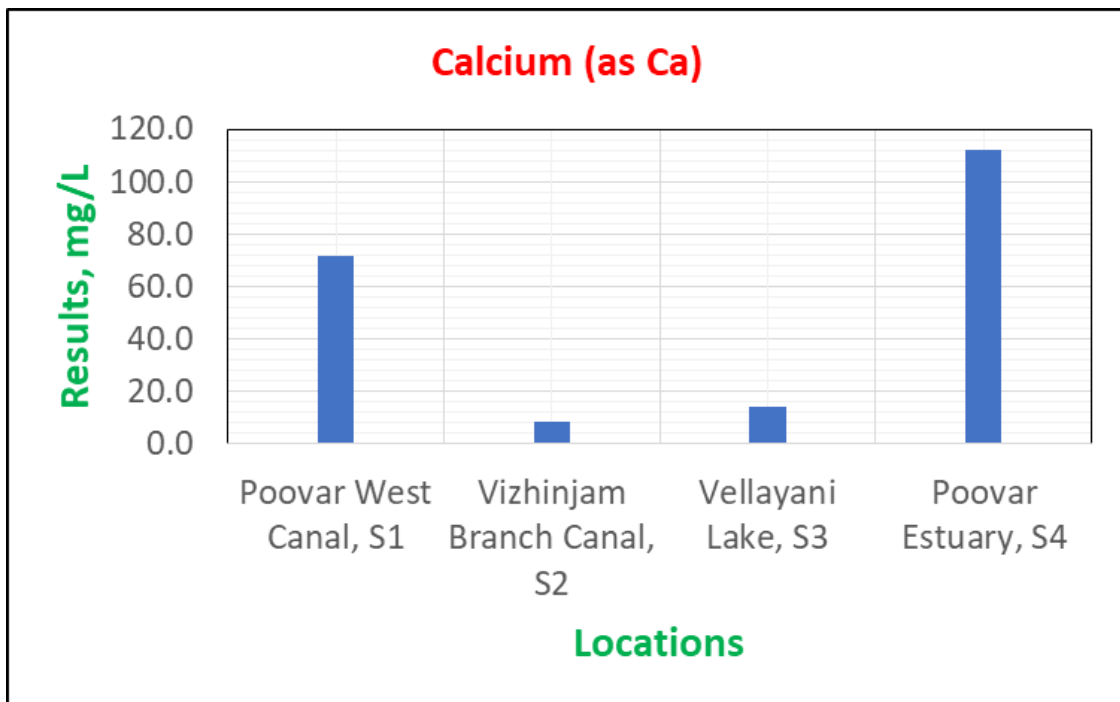 Calcium (as Ca)
Results, mg/L
120.0
100.0
80.0
60.0
40.0
20.0
0.0
Poovar West
Canal, S1
Vizhinjam
Branch Canal,
S2
Vellayani
Lake, S3
Poovar
Estuary, S4
Locations